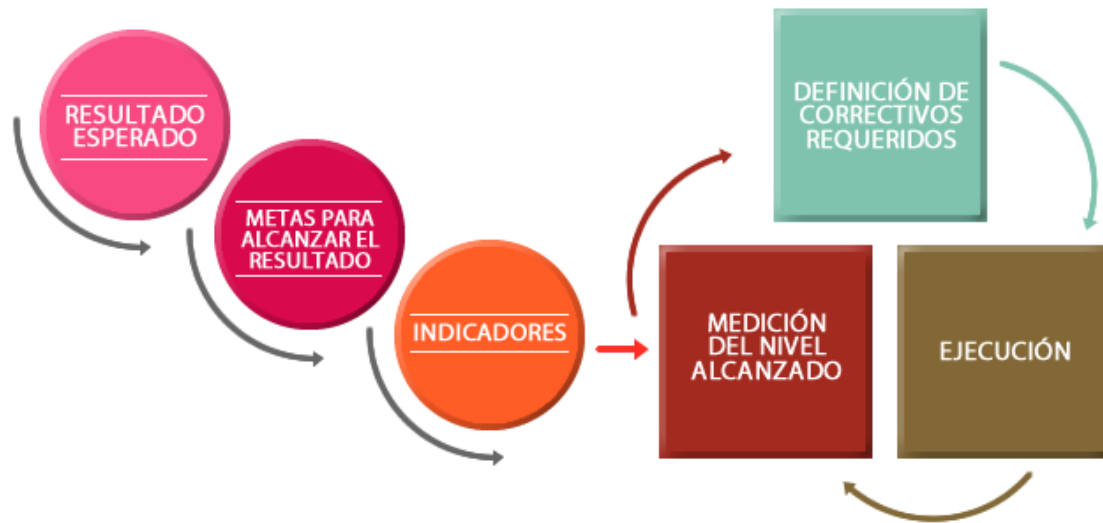 RESULTADO
ESPERADO
METAS PARA
ALCANZAR EL
RESULTADO
INDICADORES
MEDICIÓN
DEL NIVEL
ALCANZADO
DEFINICIÓN DE
CORRECTIVOS
REQUERIDOS
EJECUCIÓN